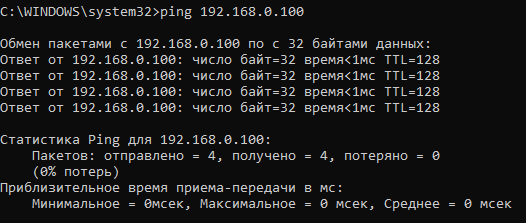 C:\WINDOWS\system32>ping 192.168.0.100
Обмен пакетами с 192.168.0.100 по с 32 байтами данных:
Ответ от 192.168.0.100: число байт=32 время<1мс TTL=128
Ответ от 192.168.0.100: число байт=32 время<1мс TTL=128
Ответ от 192.168.0.100: число байт=32 время<1мс TTL=128
Ответ от 192.168.0.100: число байт=32 время<1мс TTL=128
Статистика Ping для 192.168.0.100:
Пакетов: отправлено = 4, получено = 4, потеряно = 0
(0% потерь)
Приблизительное время приема-передачи в мс:
Минимальное = 0мсек, Максимальное = 0 мсек, Среднее = 0 мсек